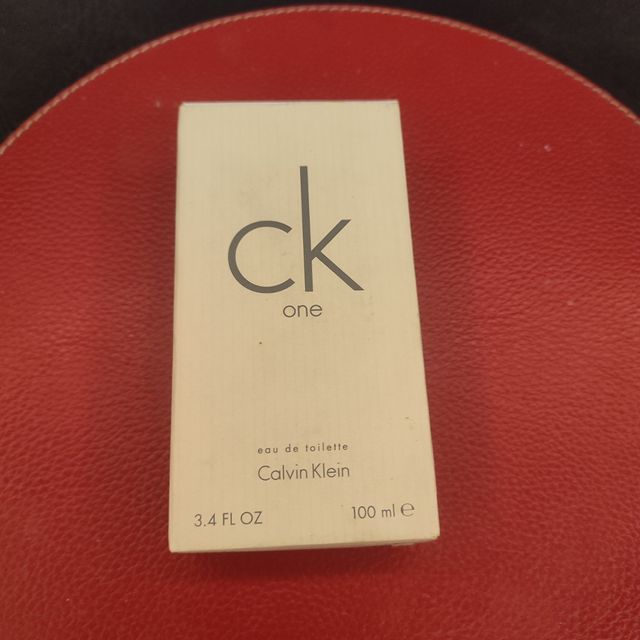 ck
one
eau de toilette
Calvin Klein
3.4 FL OZ 100 ml ℮